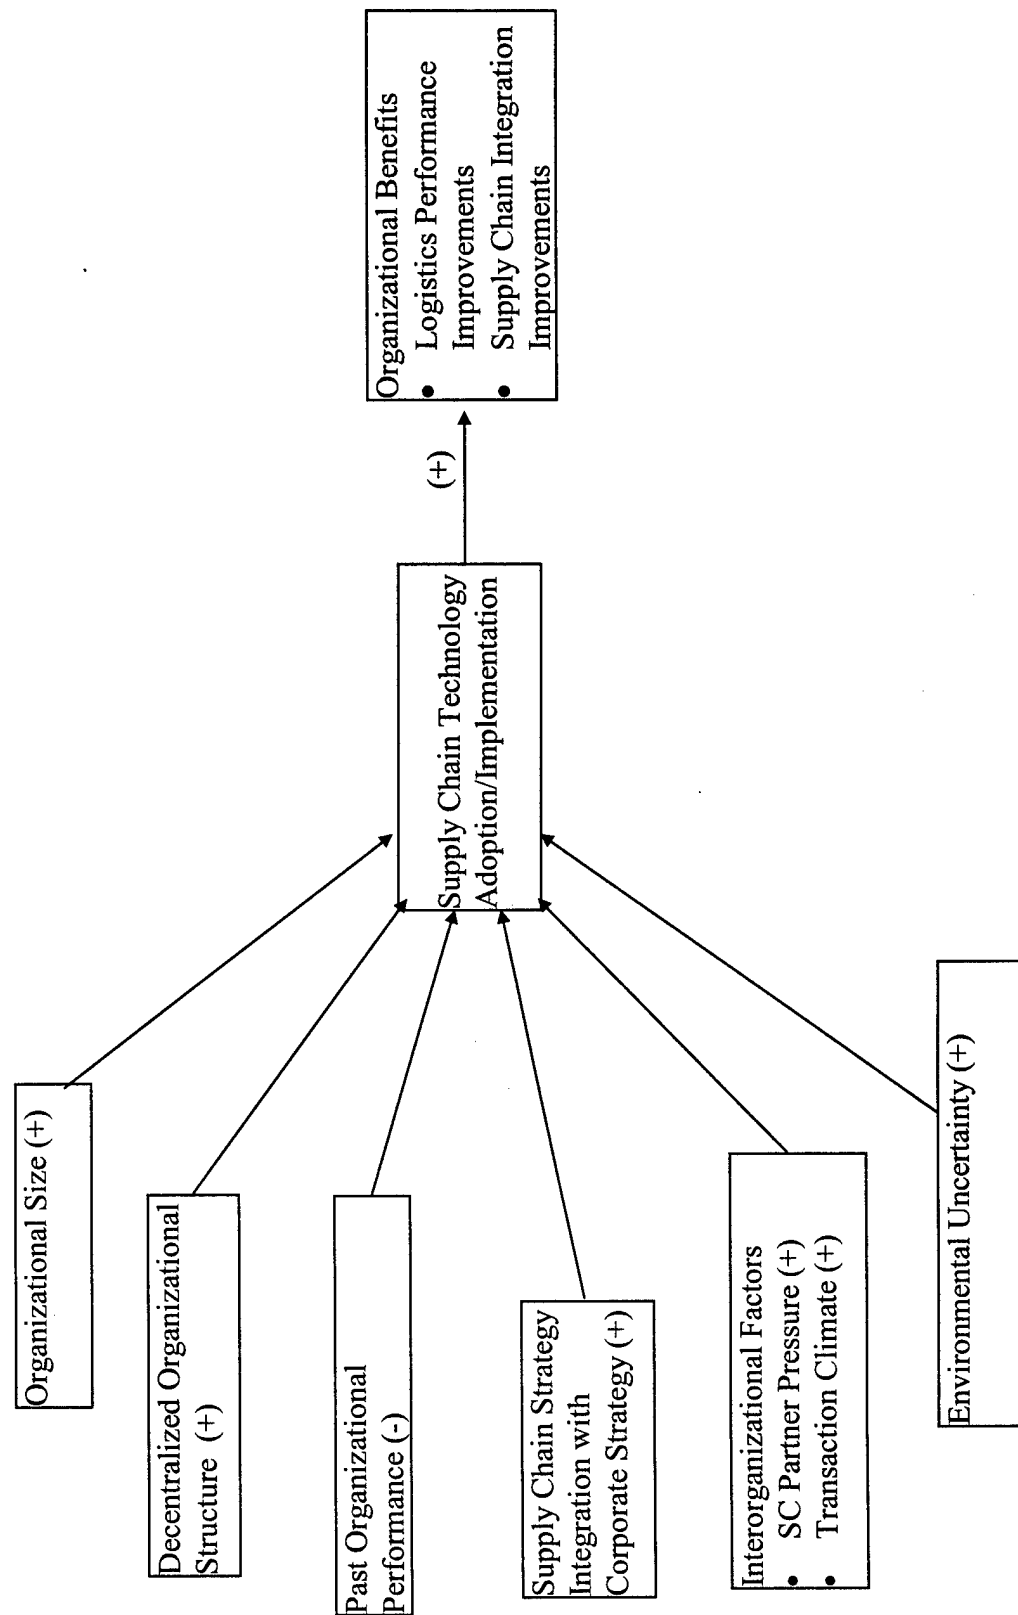 Organizational Size (+)
Decentralized Organizational
Structure (+)
Past Organizational
Performance (-)
Supply Chain Strategy
Integration with
Corporate Strategy (+)
Interorganizational Factors
• SC Partner Pressure (+)
• Transaction Climate (+)
Environmental Uncertainty (+)
Supply Chain Technology
Adoption/Implementation
(+)
Organizational Benefits
• Logistics Performance
Improvements
• Supply Chain Integration
Improvements